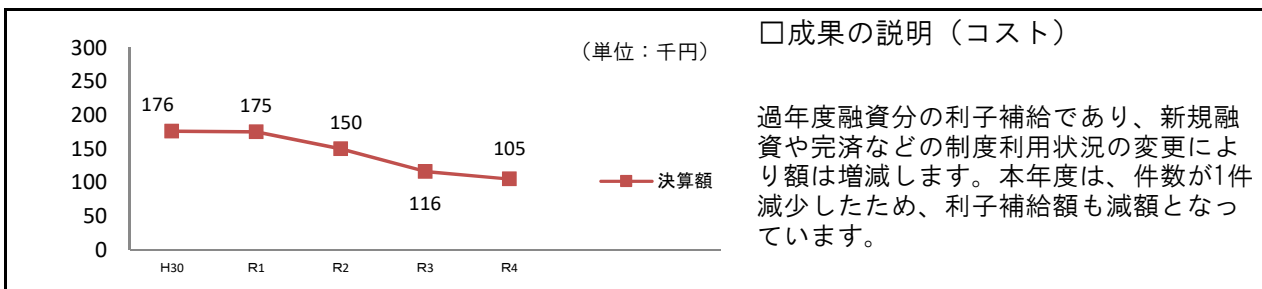 300
250
200
150
100
50
0
（単位：千円）
176
175
150
116
105
決算額
H30
R1
R2
R3
R4
□成果の説明（コスト）
過年度融資分の利子補給であり、新規融
資や完済などの制度利用状況の変更によ
り額は増減します。本年度は、件数が1件
減少したため、利子補給額も減額となっ
ています。